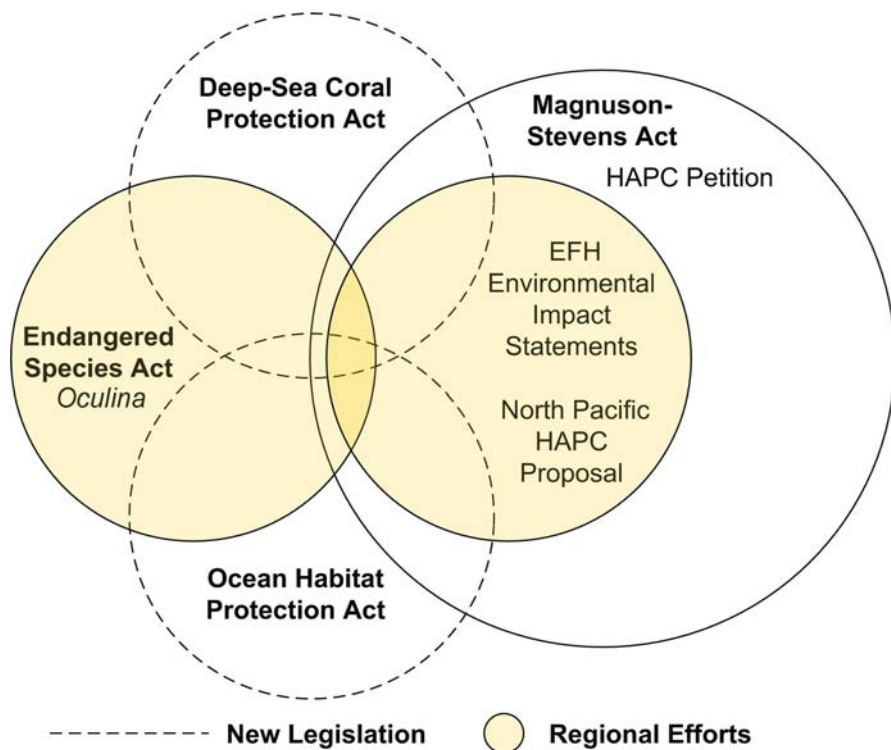 Deep-Sea Coral
Protection Act
Magnuson-
Stevens Act
HAPC Petition
EFH
Environmental
Impact
Statements
Endangered
Species Act
Oculina
North Pacific
HAPC
Proposal
Ocean Habitat
Protection Act
New Legislation
Regional Efforts